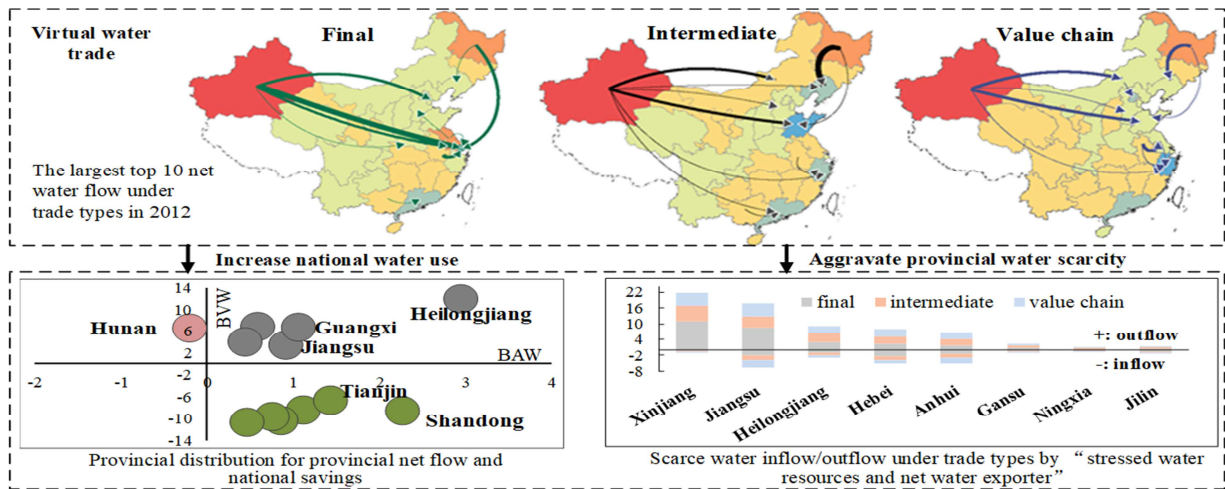 Virtual water
trade
Final
Intermediate
Value chain
The largest top 10 net
water flow under
trade types in 2012
Increase national water use
Aggravate provincial water scarcity
14
10
6
2
-2
-6
-10
-14
BVW
BAW
-2
-1
0
1
2
3
4
Hunan
Guangxi
Jiangsu
Heilongjiang
Tianjin
Shandong
Provincial distribution for provincial net flow and
national savings
22
16
10
4
-2
-8
final
intermediate
value chain
+: outflow
-: inflow
Xinjiang
Jiangsu
Heilongjiang
Hebei
Anhui
Gansu
Ningxia
Jilin
Scarce water inflow/outflow under trade types by “stressed water
resources and net water exporter”